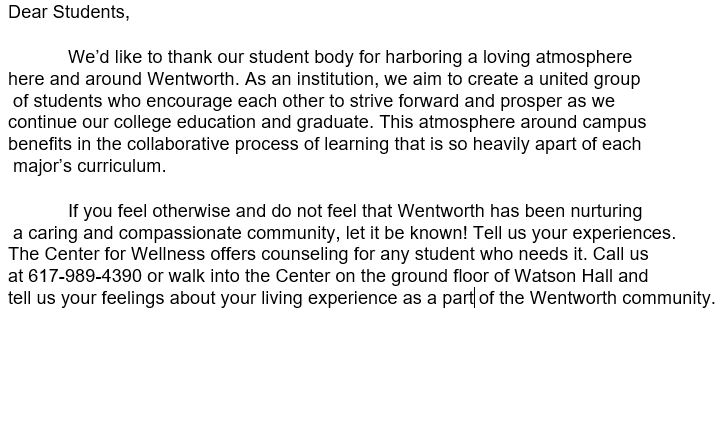 Dear Students,
We’d like to thank our student body for harboring a loving atmosphere
here and around Wentworth. As an institution, we aim to create a united group
of students who encourage each other to strive forward and prosper as we
continue our college education and graduate. This atmosphere around campus
benefits in the collaborative process of learning that is so heavily apart of each
major’s curriculum.
If you feel otherwise and do not feel that Wentworth has been nurturing
a caring and compassionate community, let it be known! Tell us your experiences.
The Center for Wellness offers counseling for any student who needs it. Call us
at 617-989-4390 or walk into the Center on the ground floor of Watson Hall and
tell us your feelings about your living experience as a part of the Wentworth community.